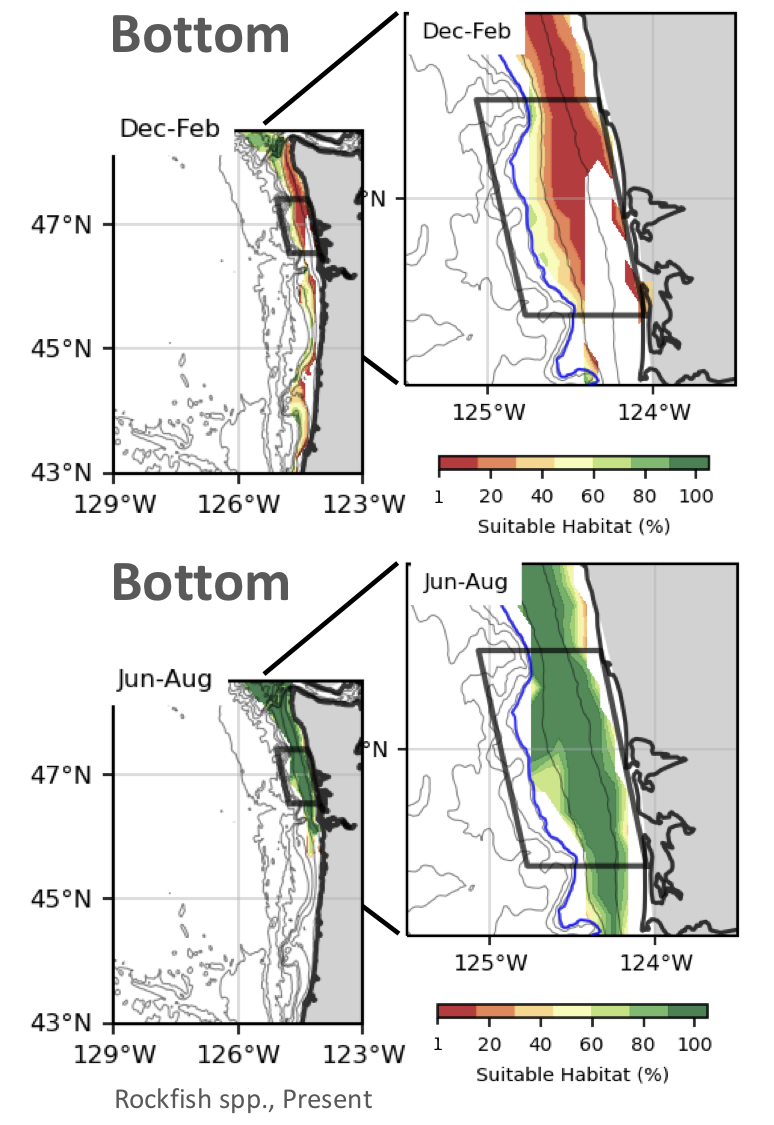 Bottom
Dec-Feb
Dec-Feb
47°N
°N
45°N
43°N
129°W 126°W 123°W
125°W 124°W
1 20 40 60 80 100
Suitable Habitat (%)
Bottom
Jun-Aug
Jun-Aug
47°N
°N
45°N
43°N
129°W 126°W 123°W
125°W 124°W
1 20 40 60 80 100
Suitable Habitat (%)
Rockfish spp., Present